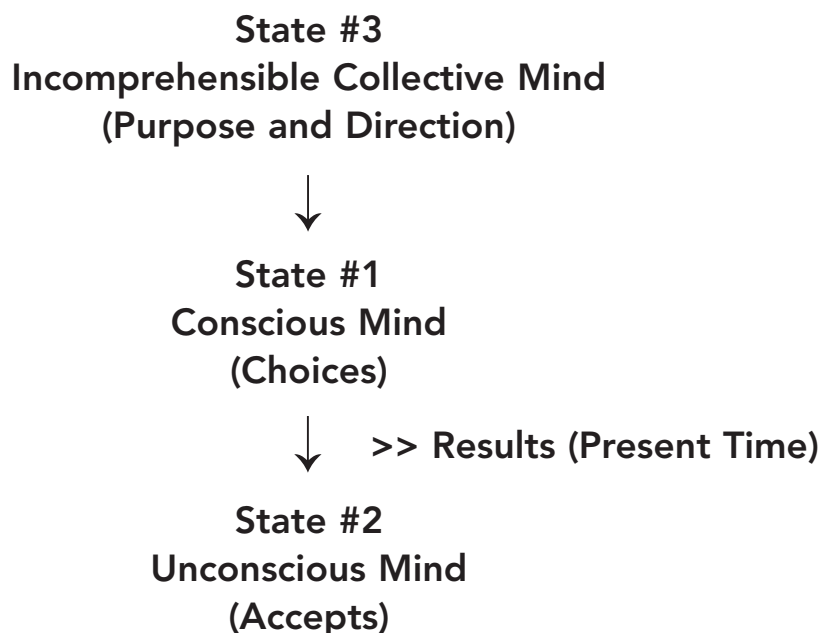 State #3
Incomprehensible Collective Mind
(Purpose and Direction)
State #1
Conscious Mind
(Choices)
>> Results (Present Time)
State #2
Unconscious Mind
(Accepts)